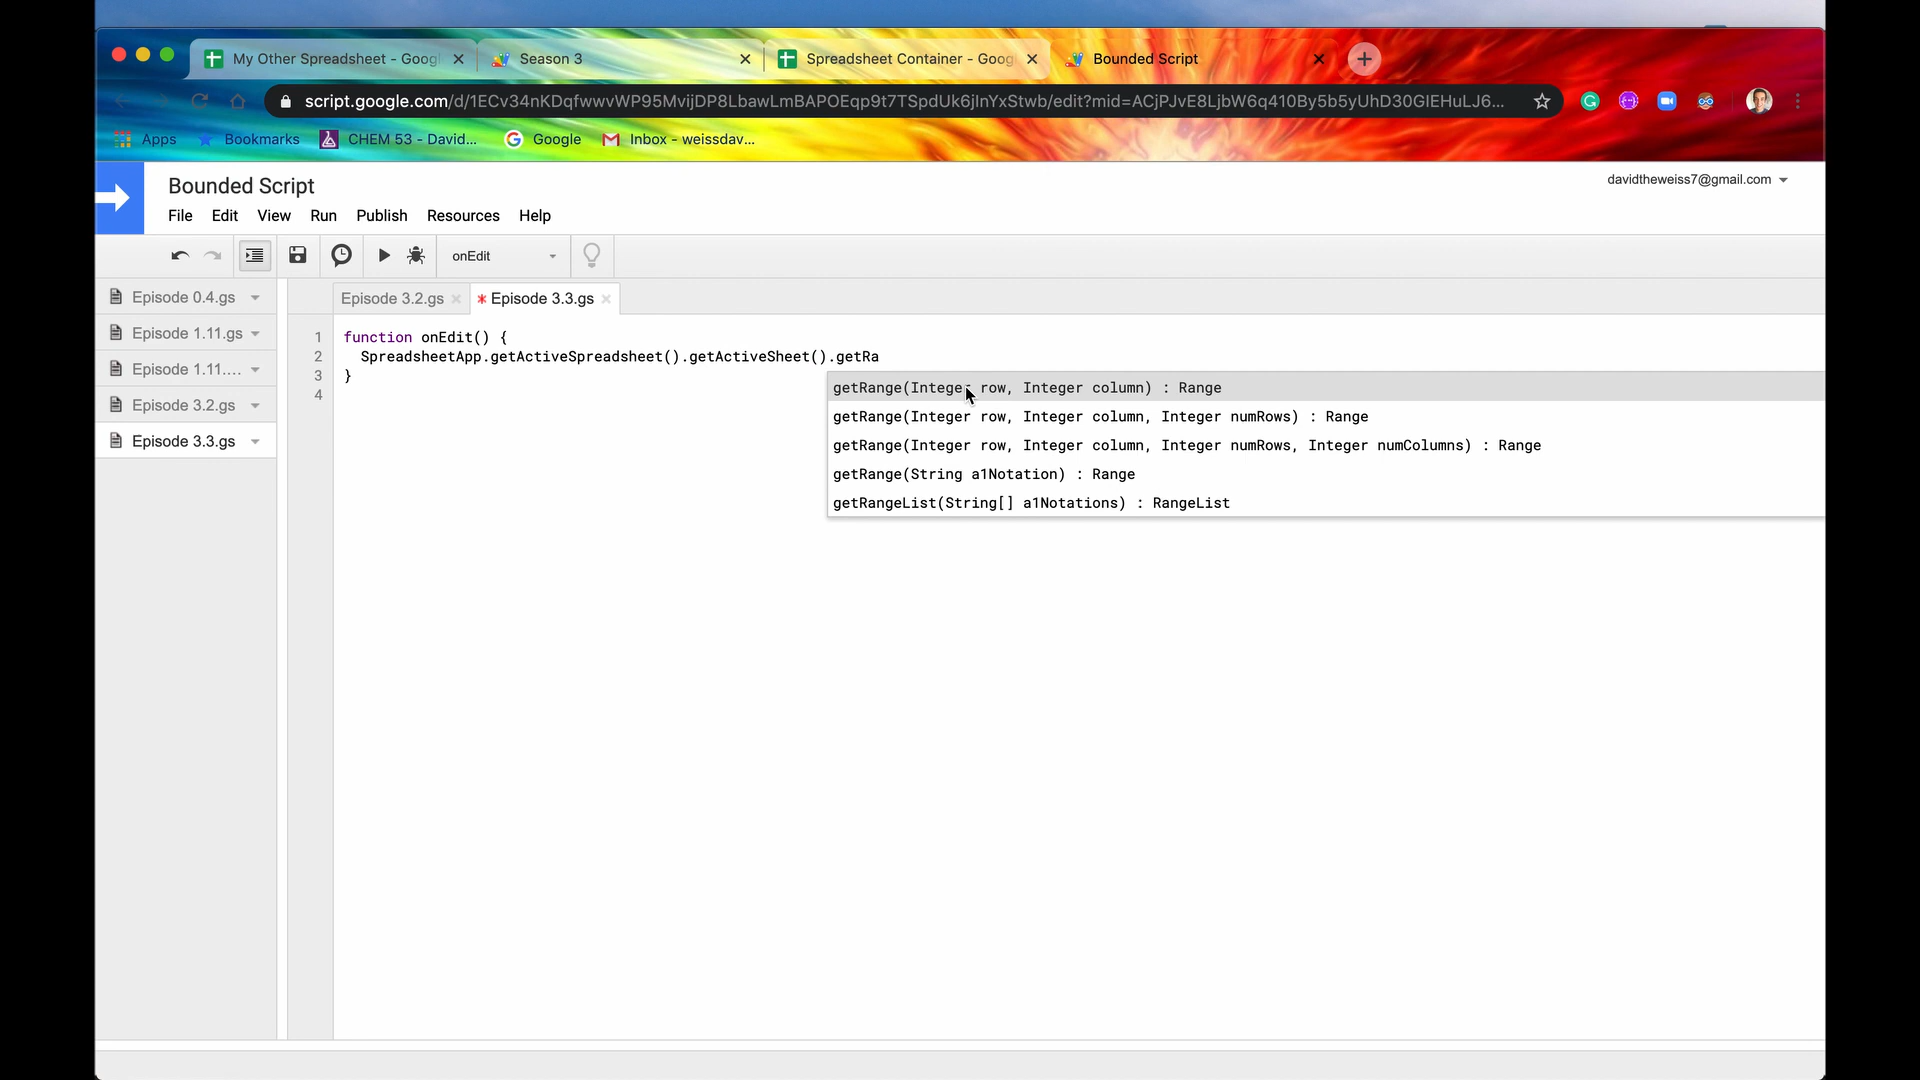 My Other Spreadsheet - Googl
Season 3
Spreadsheet Container - Goog
Bounded Script
script.google.com/d/1ECv34nKDqfwwvWP95MvijDP8LbawLmBAPOEqp9t7TSpdUk6jInYxStwb/edit?mid=ACjPJvE8LjbW6q410By5b5yUhD30GIEHuLJ6...
Apps
Bookmarks
CHEM 53 - David...
Google
Inbox - weissdav...
Bounded Script
davidtheweiss7@gmail.com
File Edit View Run Publish Resources Help
onEdit
Episode 0.4.gs
Episode 1.11.gs
Episode 1.11....
Episode 3.2.gs
Episode 3.3.gs
Episode 3.2.gs
* Episode 3.3.gs
1 function onEdit() {
2 SpreadsheetApp.getActiveSpreadsheet().getActiveSheet().getRa
3 }
4
getRange(Integer row, Integer column) : Range
getRange(Integer row, Integer column, Integer numRows) : Range
getRange(Integer row, Integer column, Integer numRows, Integer numColumns) : Range
getRange(String a1Notation) : Range
getRangeList(String[] a1Notations) : RangeList